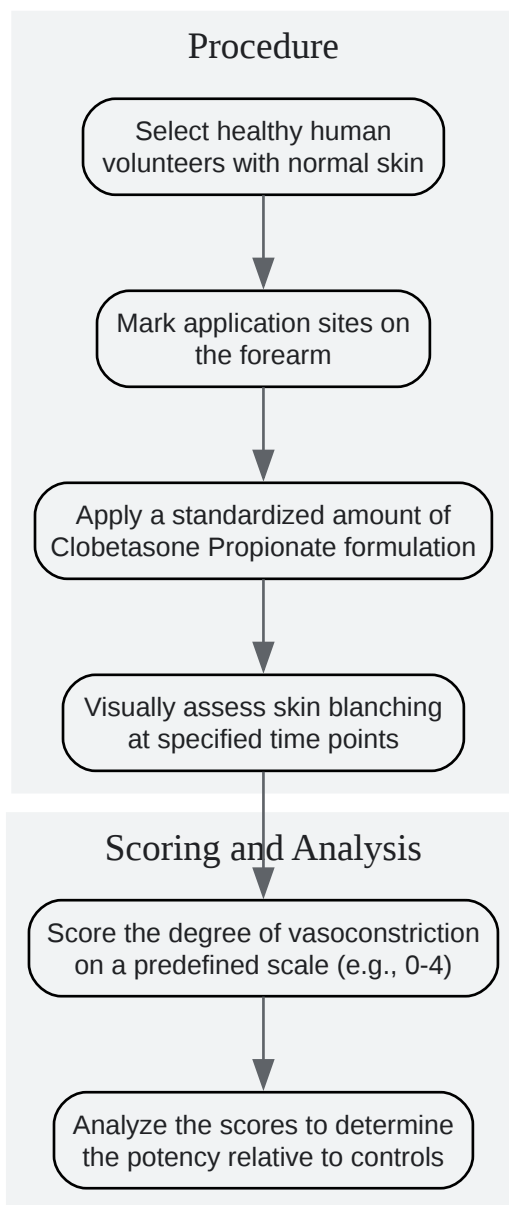 Procedure
Select healthy human
volunteers with normal skin
Mark application sites on
the forearm
Apply a standardized amount of
Clobetasone Propionate formulation
Visually assess skin blanching
at specified time points
Scoring and Analysis
Score the degree of vasoconstriction
on a predefined scale (e.g., 0-4)
Analyze the scores to determine
the potency relative to controls